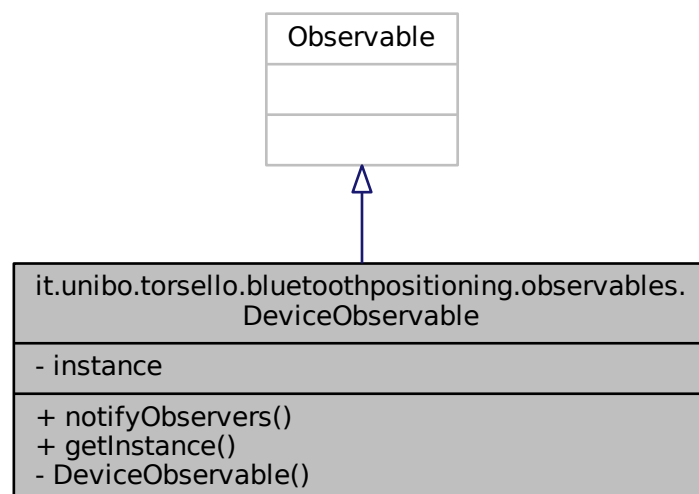 Observable
it.unibo.torsello.bluetoothpositioning.observables.
DeviceObservable
- instance
+ notifyObservers()
+ getInstance()
- DeviceObservable()